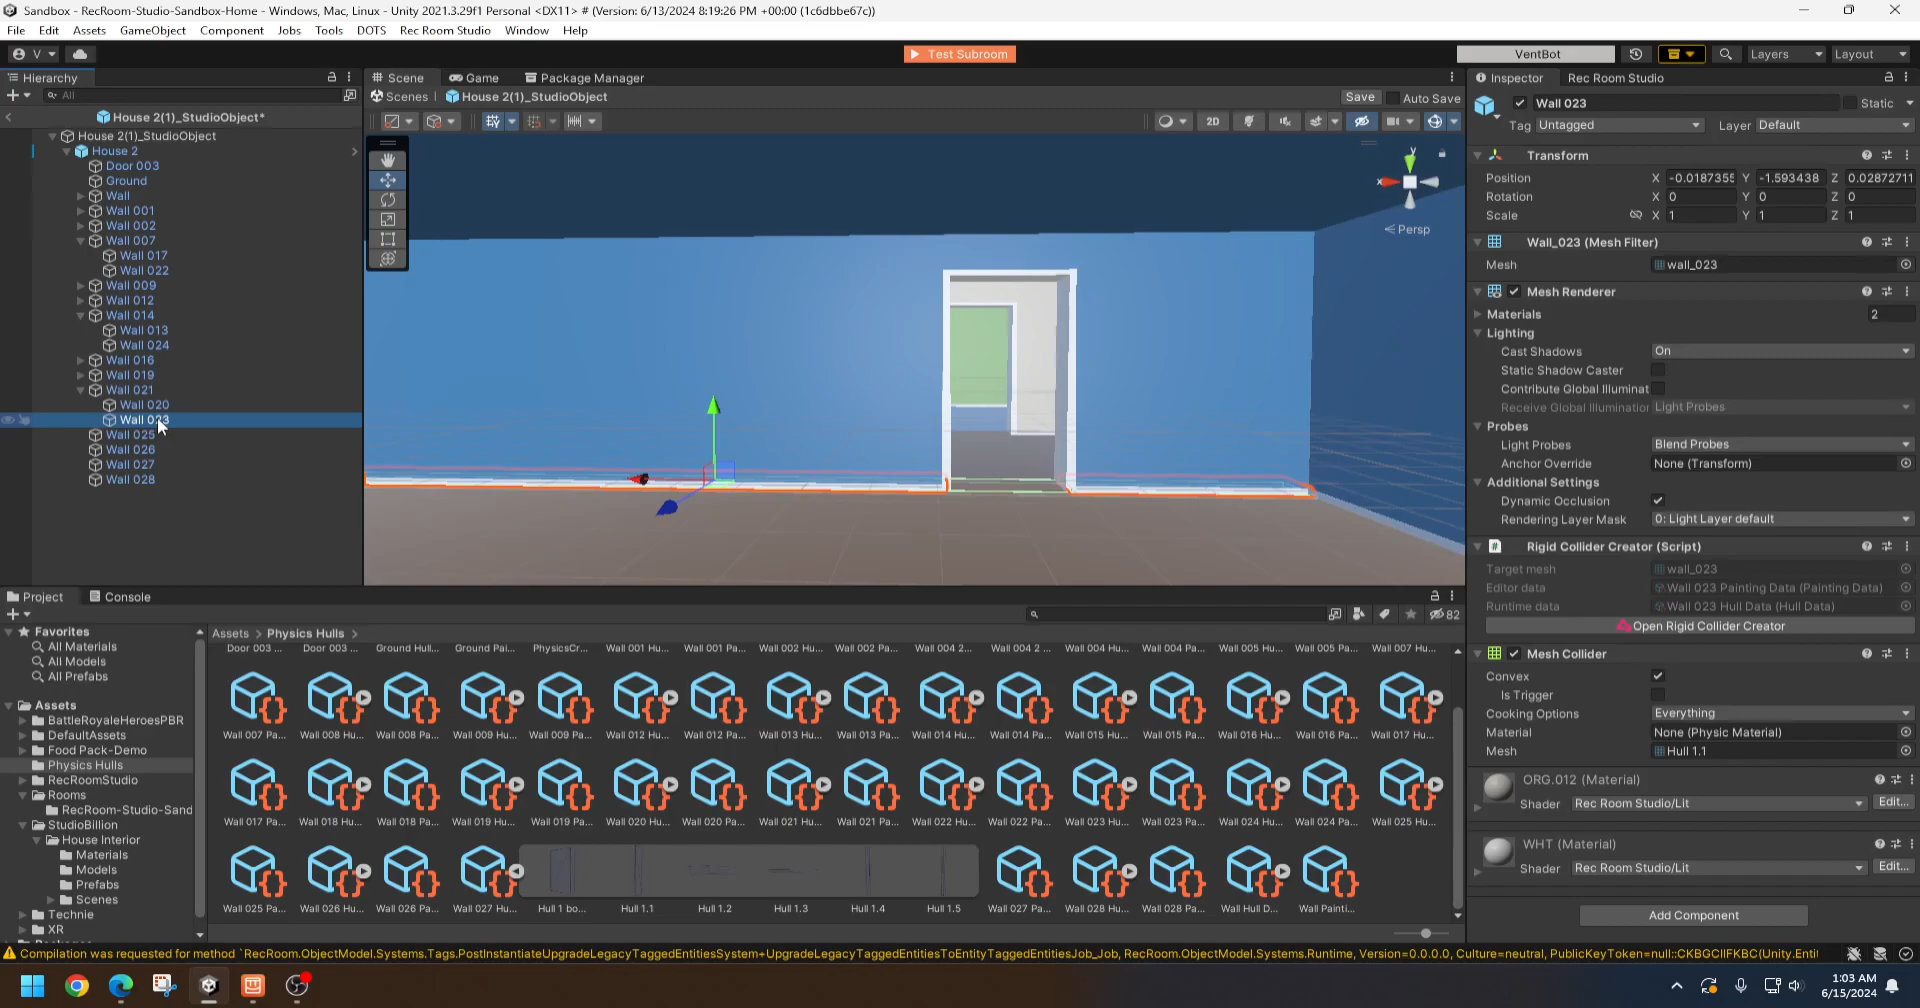 Sandbox - RecRoom-Studio-Sandbox-Home - Windows, Mac, Linux - Unity 2021.3.29f1 Personal <DX11> # (Version: 6/13/2024 8:19:26 PM +00:00 (1c6dbbe67c))
File Edit Assets GameObject Component Jobs Tools DOTS Rec Room Studio Window Help
V Test Subroom VentBot Layers Layout
Hierarchy Scene Game Package Manager Inspector Rec Room Studio
All Scenes House 2(1)_StudioObject Save Auto Save Wall 023 Static
House 2(1)_StudioObject* 2D Tag Untagged Layer Default
House 2(1)_StudioObject
House 2
Door 003
Ground
Wall
Wall 001
Wall 002
Wall 007
Wall 017
Wall 022
Wall 009
Wall 012
Wall 014
Wall 013
Wall 024
Wall 016
Wall 019
Wall 021
Wall 020
Wall 023
Wall 025
Wall 026
Wall 027
Wall 028
y
x
Persp
Transform
Position X -0.0187355 Y -1.593438 Z 0.02872711
Rotation X 0 Y 0 Z 0
Scale X 1 Y 1 Z 1
Wall_023 (Mesh Filter)
Mesh wall_023
Mesh Renderer
Materials 2
Lighting
Cast Shadows On
Static Shadow Caster
Contribute Global Illuminat
Receive Global Illumination Light Probes
Probes
Light Probes Blend Probes
Anchor Override None (Transform)
Additional Settings
Dynamic Occlusion
Rendering Layer Mask 0: Light Layer default
Rigid Collider Creator (Script)
Target mesh wall_023
Editor data Wall 023 Painting Data (Painting Data)
Runtime data Wall 023 Hull Data (Hull Data)
Open Rigid Collider Creator
Mesh Collider
Convex
Is Trigger
Cooking Options Everything
Material None (Physic Material)
Mesh Hull 1.1
ORG.012 (Material)
Shader Rec Room Studio/Lit Edit...
WHT (Material)
Shader Rec Room Studio/Lit Edit...
Add Component
Project Console
82
Favorites
All Materials
All Models
All Prefabs
Assets
BattleRoyaleHeroesPBR
DefaultAssets
Food Pack-Demo
Physics Hulls
RecRoomStudio
Rooms
RecRoom-Studio-Sand
StudioBillion
House Interior
Materials
Models
Prefabs
Scenes
Technie
XR
Assets > Physics Hulls >
Door 003 ... Door 003 ... Ground Hull... Ground Pai... PhysicsCr... Wall 001 Hu... Wall 001 Pa... Wall 002 Hu... Wall 002 Pa... Wall 004 2 ... Wall 004 2 ... Wall 004 Hu... Wall 004 Pa... Wall 005 Hu... Wall 005 Pa... Wall 007 Hu...
Wall 007 Pa... Wall 008 Hu... Wall 008 Pa... Wall 009 Hu... Wall 009 Pa... Wall 012 Hu... Wall 012 Pa... Wall 013 Hu... Wall 013 Pa... Wall 014 Hu... Wall 014 Pa... Wall 015 Hu... Wall 015 Pa... Wall 016 Hu... Wall 016 Pa... Wall 017 Hu...
Wall 017 Pa... Wall 018 Hu... Wall 018 Pa... Wall 019 Hu... Wall 019 Pa... Wall 020 Hu... Wall 020 Pa... Wall 021 Hu... Wall 021 Pa... Wall 022 Hu... Wall 022 Pa... Wall 023 Hu... Wall 023 Pa... Wall 024 Hu... Wall 024 Pa... Wall 025 Hu...
Wall 025 Pa... Wall 026 Hu... Wall 026 Pa... Wall 027 Hu... Hull 1 bo... Hull 1.1 Hull 1.2 Hull 1.3 Hull 1.4 Hull 1.5 Wall 027 Pa... Wall 028 Hu... Wall 028 Pa... Wall Hull D... Wall Painti...
Compilation was requested for method `RecRoom.ObjectModel.Systems.Tags.PostInstantiateUpgradeLegacyTaggedEntitiesSystem+UpgradeLegacyTaggedEntitiesToEntityTaggedEntitiesJob_Job, RecRoom.ObjectModel.Systems.Runtime, Version=0.0.0.0, Culture=neutral, PublicKeyToken=null::CKBGCIIFKBC(Unity.Enti
1:03 AM
6/15/2024